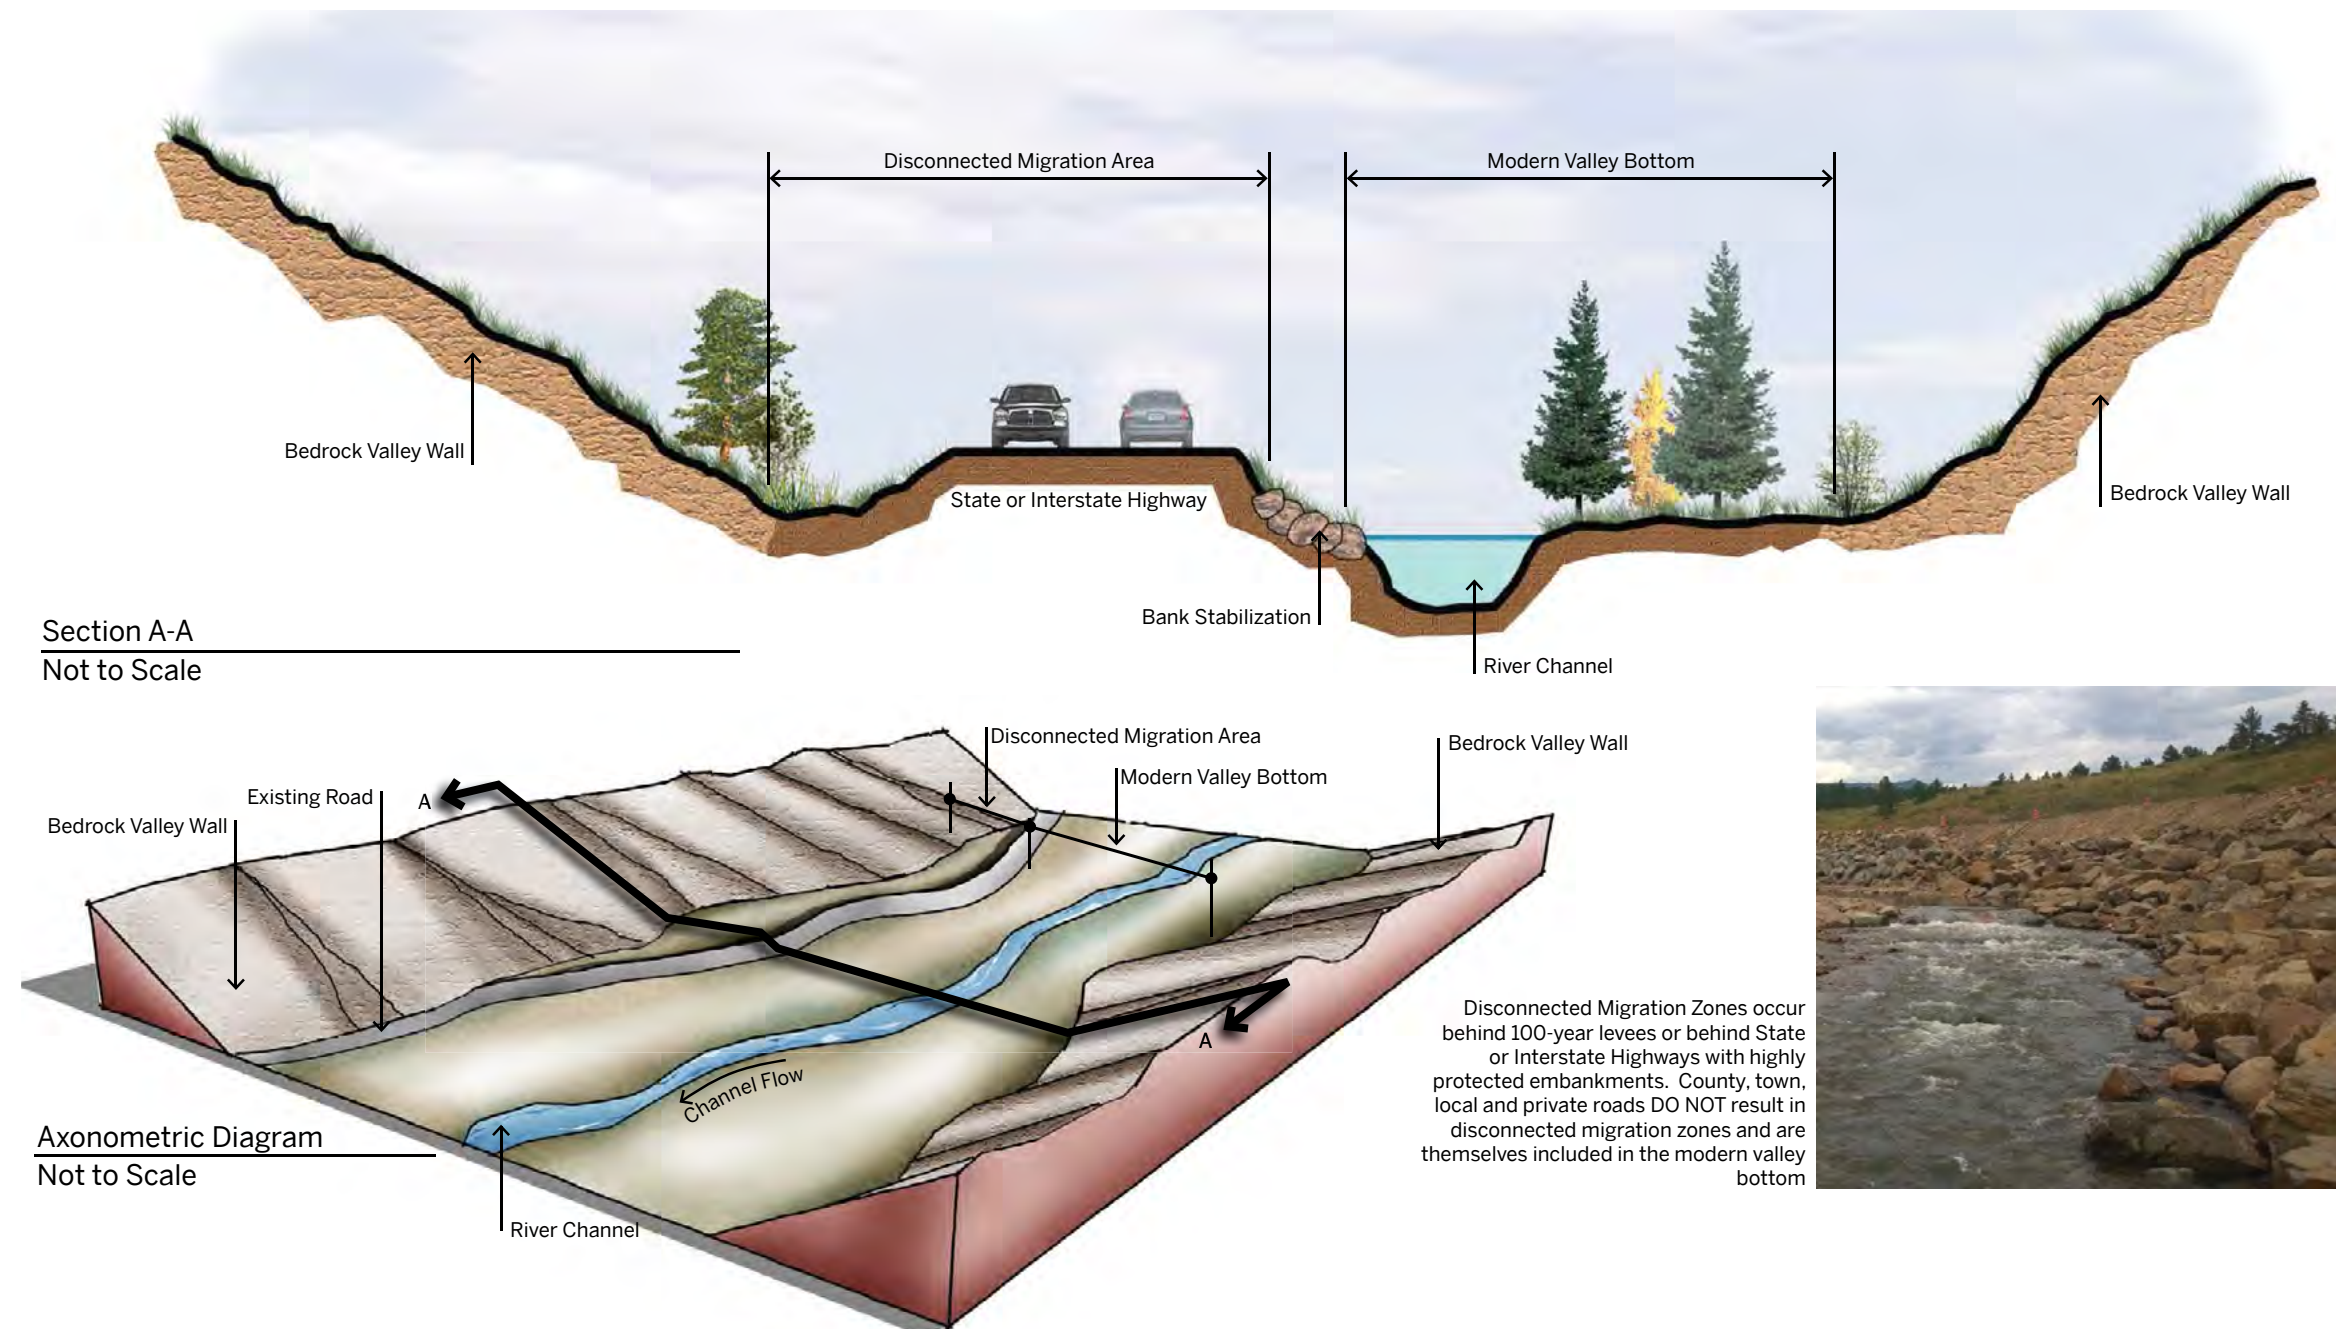 Disconnected Migration Area
Modern Valley Bottom
Bedrock Valley Wall
State or Interstate Highway
Bedrock Valley Wall
Bank Stabilization
River Channel
Section A-A
Not to Scale
Disconnected Migration Area
Bedrock Valley Wall
Modern Valley Bottom
Existing Road
A
Bedrock Valley Wall
A
Channel Flow
River Channel
Axonometric Diagram
Not to Scale
Disconnected Migration Zones occur
behind 100-year levees or behind State
or Interstate Highways with highly
protected embankments.  County, town,
local and private roads DO NOT result in
disconnected migration zones and are
themselves included in the modern valley
bottom